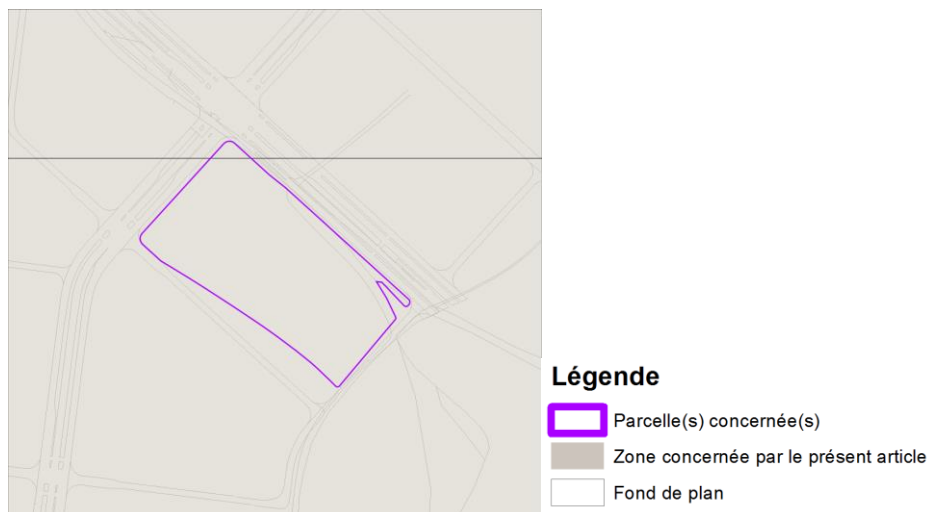 Légende
Parcelle(s) concernée(s)
Zone concernée par le présent article
Fond de plan